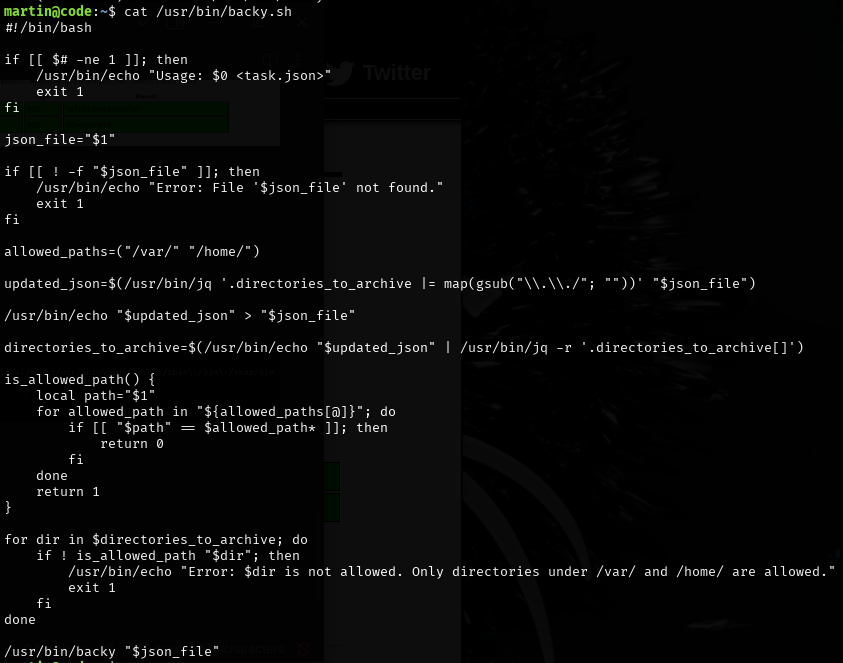 martin@code:~$ cat /usr/bin/backy.sh
#!/bin/bash

if [[ $# -ne 1 ]]; then
    /usr/bin/echo "Usage: $0 <task.json>"
    exit 1
fi

json_file="$1"

if [[ ! -f "$json_file" ]]; then
    /usr/bin/echo "Error: File '$json_file' not found."
    exit 1
fi

allowed_paths=("/var/" "/home/")

updated_json=$(/usr/bin/jq '.directories_to_archive |= map(gsub("\\.\\./"; ""))' "$json_file")

/usr/bin/echo "$updated_json" > "$json_file"

directories_to_archive=$(/usr/bin/echo "$updated_json" | /usr/bin/jq -r '.directories_to_archive[]')

is_allowed_path() {
    local path="$1"
    for allowed_path in "${allowed_paths[@]}"; do
        if [[ "$path" == $allowed_path* ]]; then
            return 0
        fi
    done
    return 1
}

for dir in $directories_to_archive; do
    if ! is_allowed_path "$dir"; then
        /usr/bin/echo "Error: $dir is not allowed. Only directories under /var/ and /home/ are allowed."
        exit 1
    fi
done

/usr/bin/backy "$json_file"
Twitter